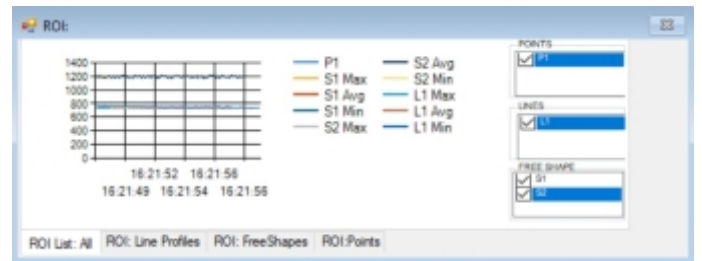 ROI:
1400
1200
1000
800
600
400
200
0
16:21:52 16:21:56
16:21:49 16:21:54 16:21:56
P1
S1 Max
S1 Avg
S1 Min
S2 Max
S2 Avg
S2 Min
L1 Max
L1 Avg
L1 Min
POINTS
P1
LINES
L1
FREE SHAPE
S1
S2
ROI List: All ROI: Line Profiles ROI: FreeShapes ROI:Points